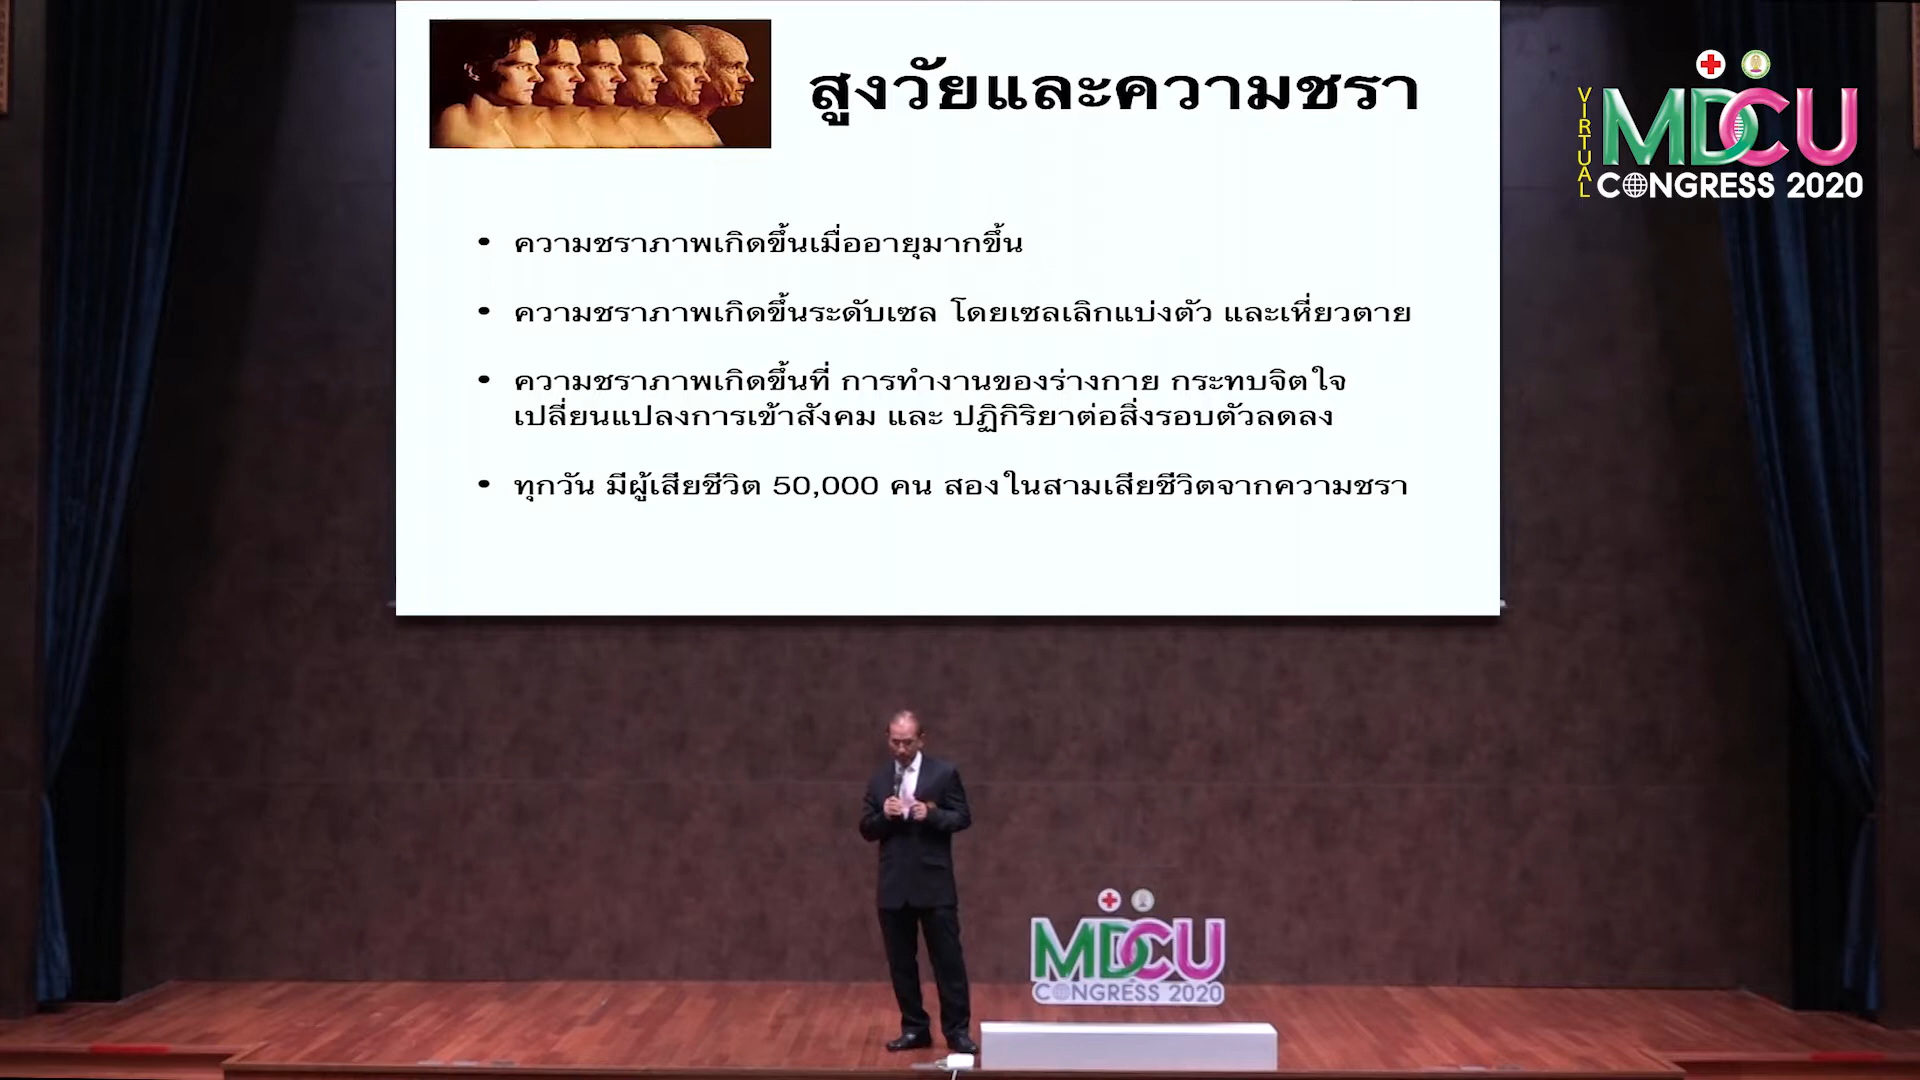 สูงวัยและความชรา
• ความชราภาพเกิดขึ้นเมื่ออายุมากขึ้น
• ความชราภาพเกิดขึ้นระดับเซล โดยเซลเลิกแบ่งตัว และเหี่ยวตาย
• ความชราภาพเกิดขึ้นที่ การทำงานของร่างกาย กระทบจิตใจ
เปลี่ยนแปลงการเข้าสังคม และ ปฏิกิริยาต่อสิ่งรอบตัวลดลง
• ทุกวัน มีผู้เสียชีวิต 50,000 คน สองในสามเสียชีวิตจากความชรา
VIRTUAL
MDCU
CONGRESS 2020
MDCU
CONGRESS 2020